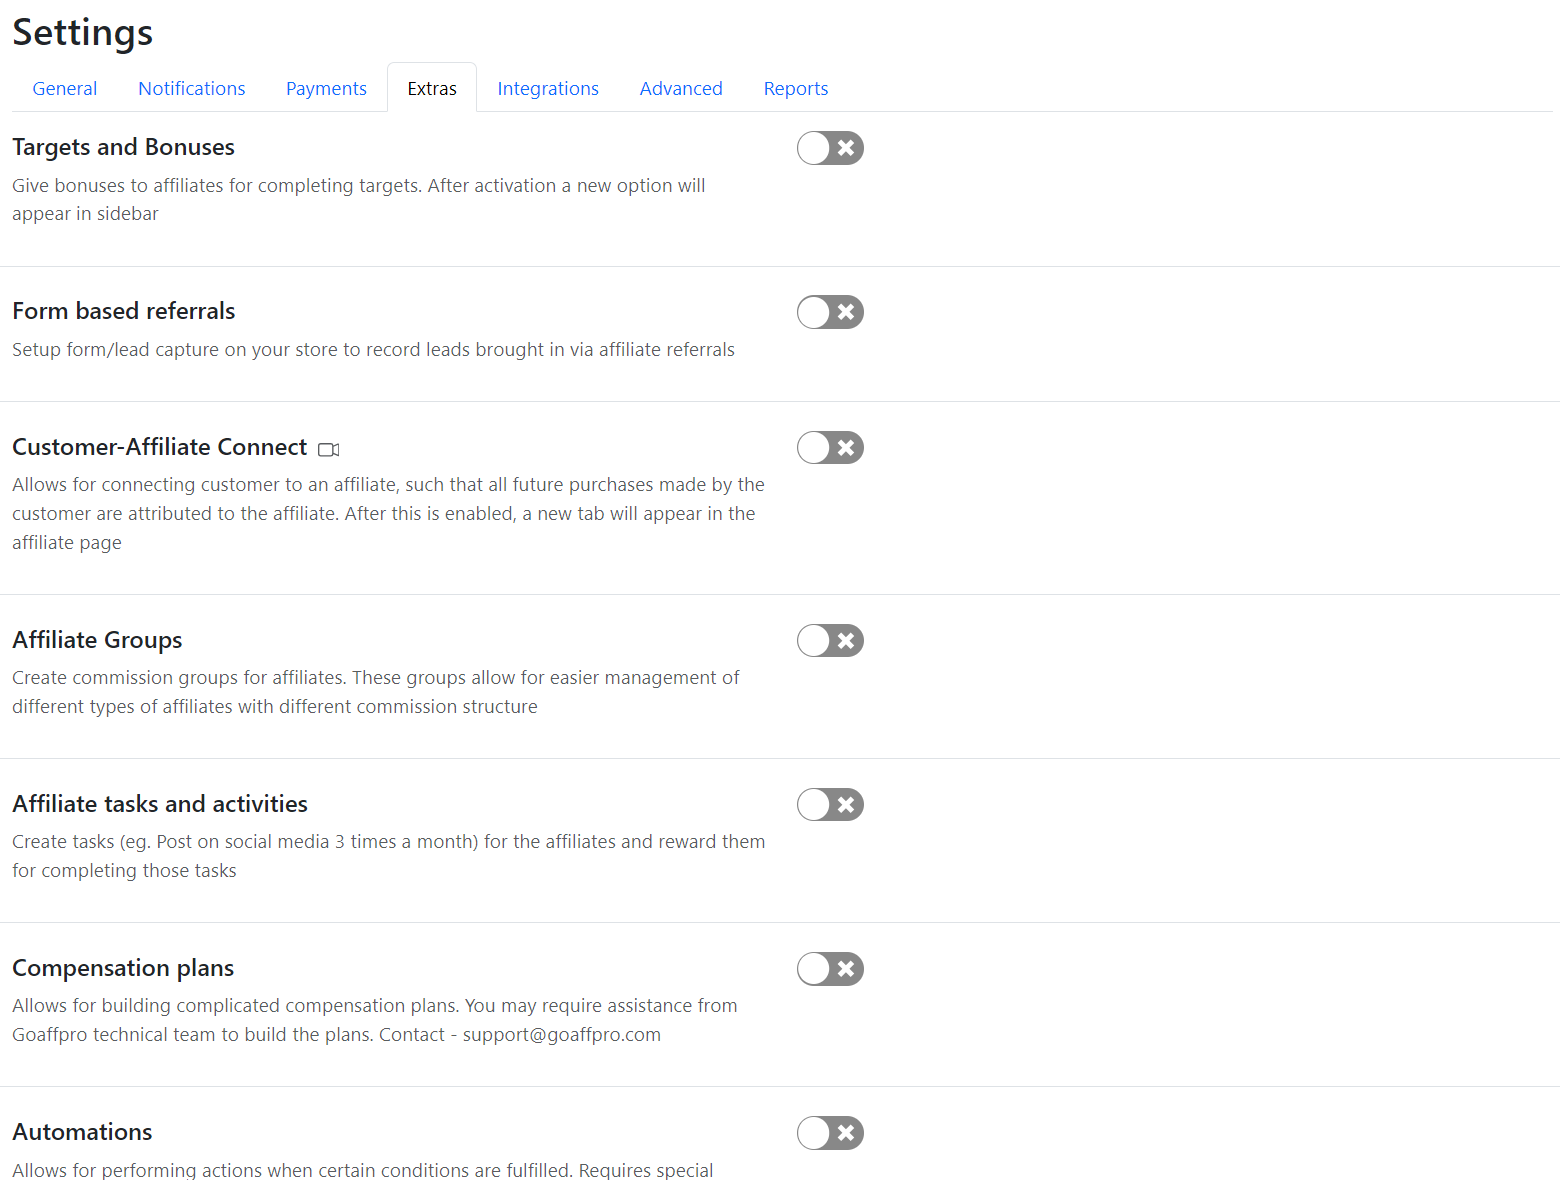 Settings
General Notifications Payments Extras Integrations Advanced Reports
Targets and Bonuses
Give bonuses to affiliates for completing targets. After activation a new option will
appear in sidebar
Form based referrals
Setup form/lead capture on your store to record leads brought in via affiliate referrals
Customer-Affiliate Connect
Allows for connecting customer to an affiliate, such that all future purchases made by the
customer are attributed to the affiliate. After this is enabled, a new tab will appear in the
affiliate page
Affiliate Groups
Create commission groups for affiliates. These groups allow for easier management of
different types of affiliates with different commission structure
Affiliate tasks and activities
Create tasks (eg. Post on social media 3 times a month) for the affiliates and reward them
for completing those tasks
Compensation plans
Allows for building complicated compensation plans. You may require assistance from
Goaffpro technical team to build the plans. Contact - support@goaffpro.com
Automations
Allows for performing actions when certain conditions are fulfilled. Requires special